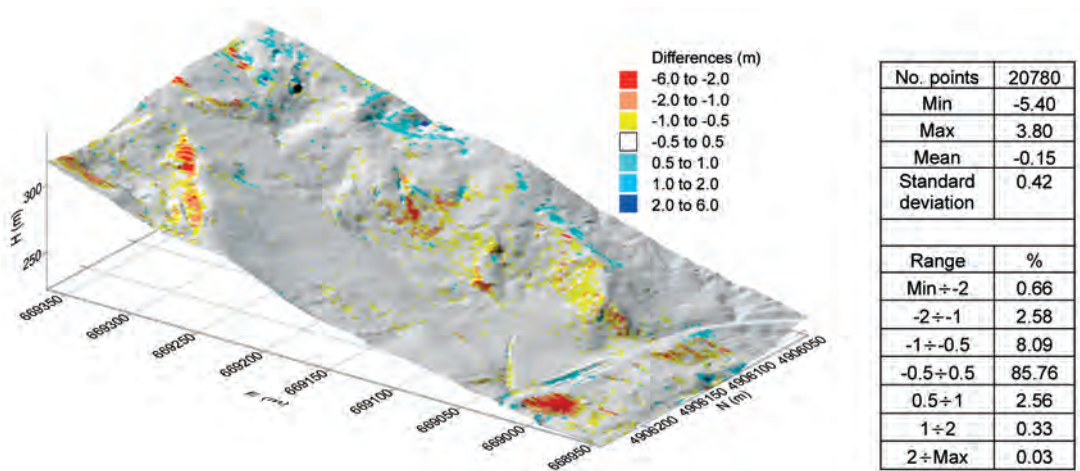 Differences (m)
-6.0 to -2.0
-2.0 to -1.0
-1.0 to -0.5
-0.5 to 0.5
0.5 to 1.0
1.0 to 2.0
2.0 to 6.0
H (m)
300
250
669350
669300
669250
669200
669150
669100
669050
669000
668950
N (m)
4906200
4906150
4906100
4906050
No. points 20780
Min -5.40
Max 3.80
Mean -0.15
Standard 0.42
deviation
Range %
Min÷-2 0.66
-2÷-1 2.58
-1÷-0.5 8.09
-0.5÷0.5 85.76
0.5÷1 2.56
1÷2 0.33
2÷Max 0.03